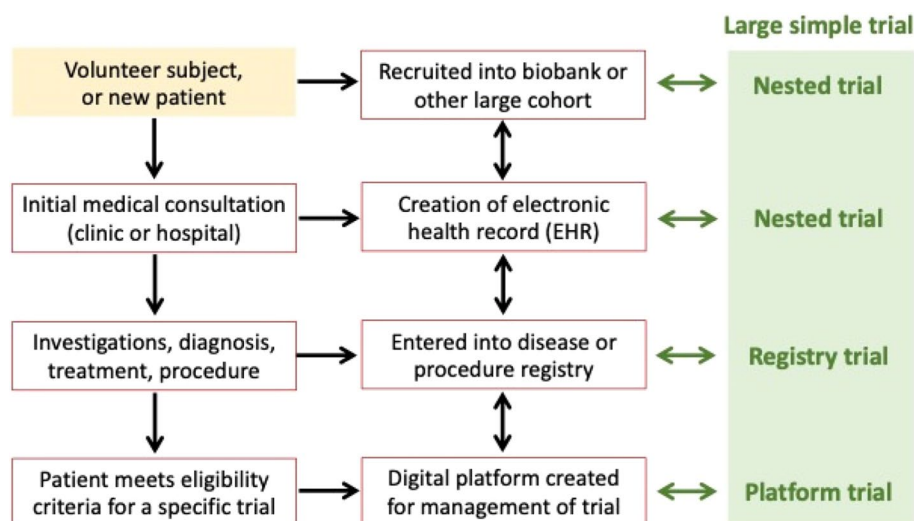 Large simple trial
Volunteer subject,
or new patient
Recruited into biobank or
other large cohort
Nested trial
Initial medical consultation
(clinic or hospital)
Creation of electronic
health record (EHR)
Nested trial
Investigations, diagnosis,
treatment, procedure
Entered into disease or
procedure registry
Registry trial
Patient meets eligibility
criteria for a specific trial
Digital platform created
for management of trial
Platform trial